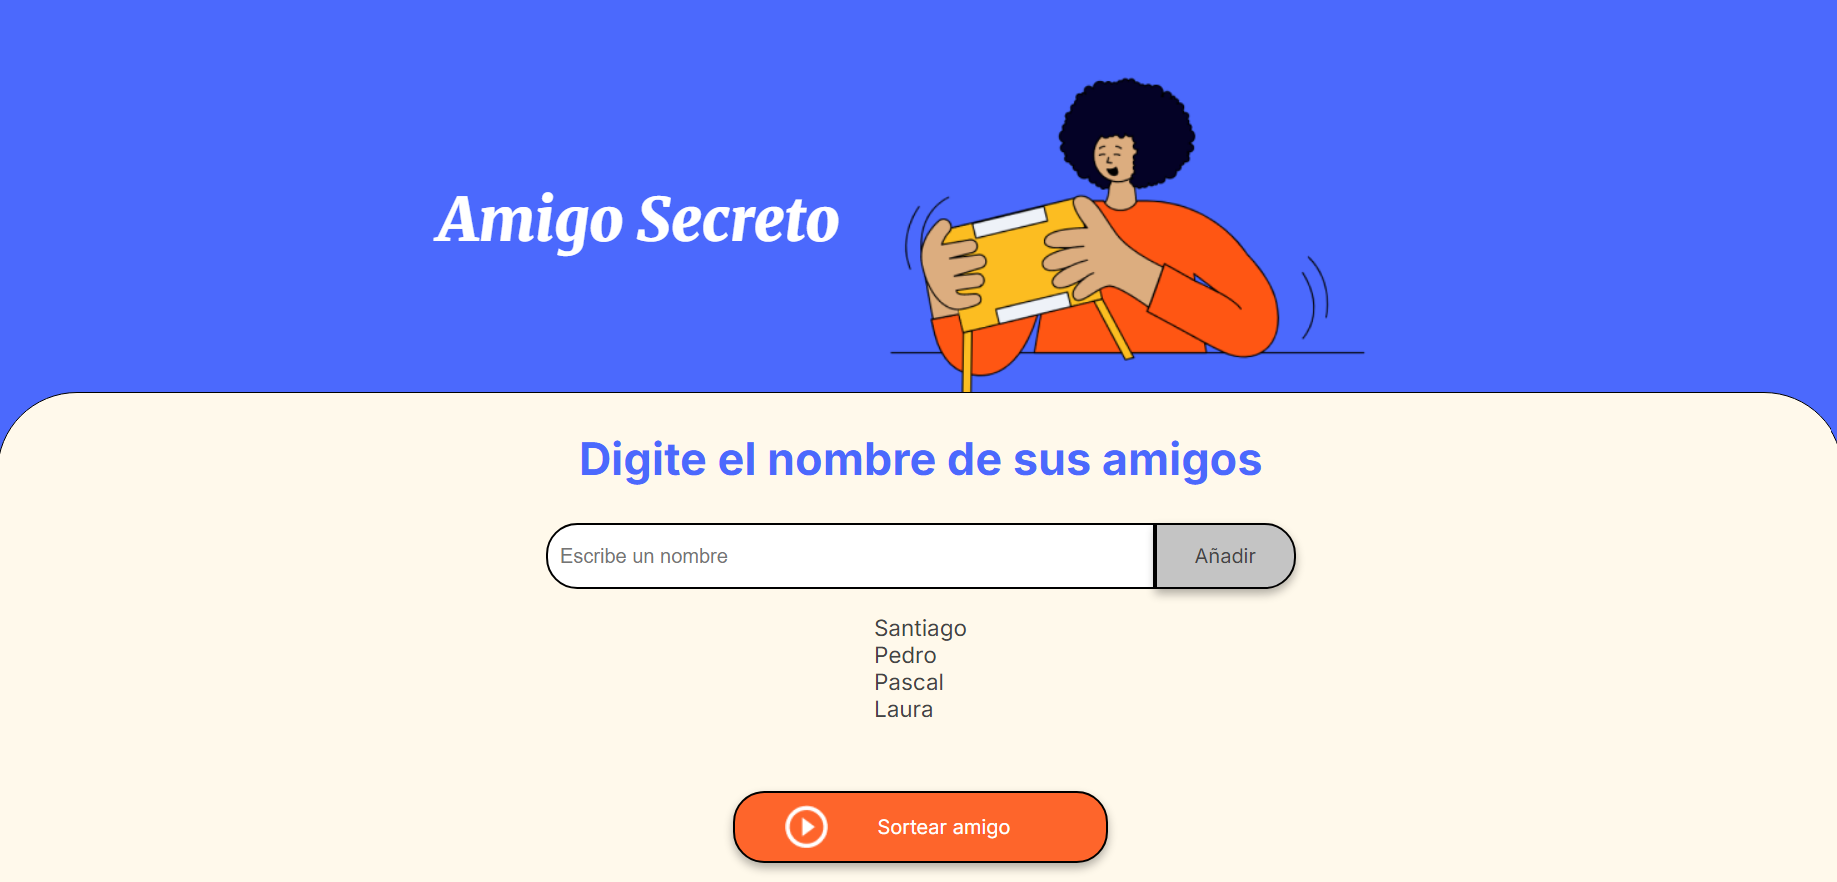 Amigo Secreto
Digite el nombre de sus amigos
Escribe un nombre
Añadir
Santiago
Pedro
Pascal
Laura
Sortear amigo